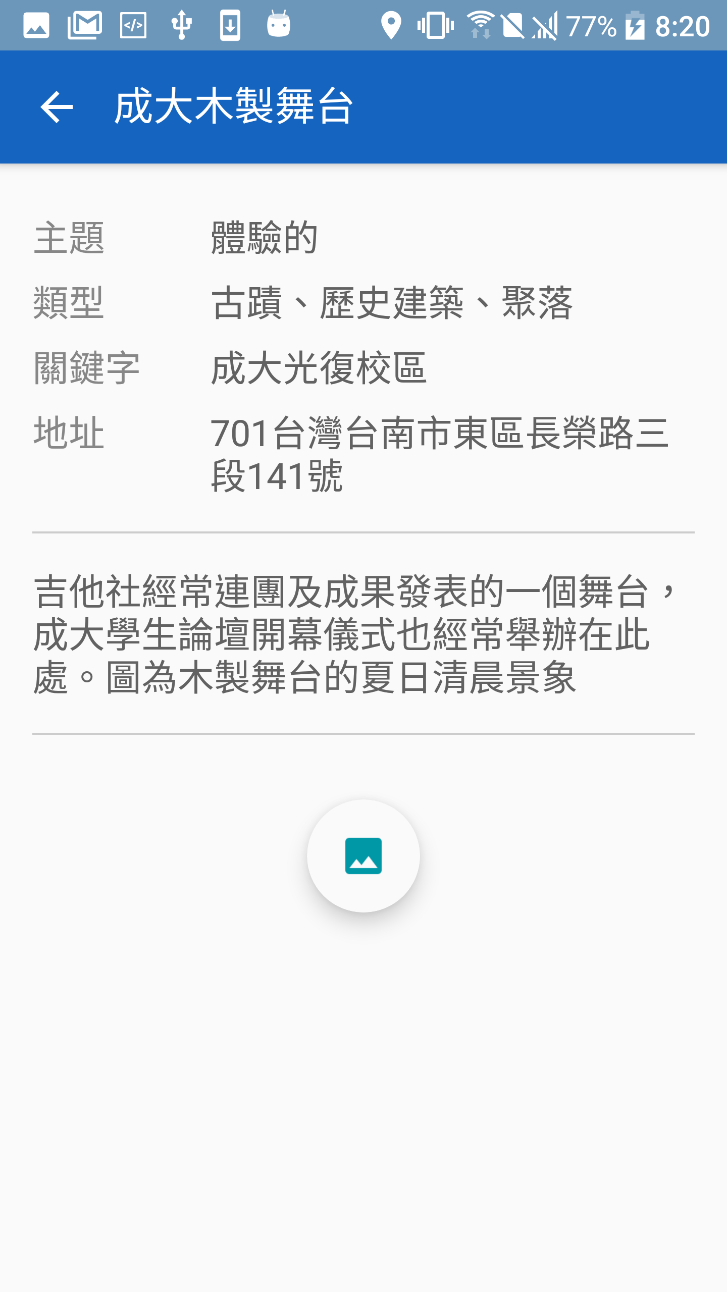 77% 8:20
成大木製舞台
主題 體驗的
類型 古蹟、歷史建築、聚落
關鍵字 成大光復校區
地址 701台灣台南市東區長榮路三
段141號
吉他社經常連團及成果發表的一個舞台，
成大學生論壇開幕儀式也經常舉辦在此
處。圖為木製舞台的夏日清晨景象